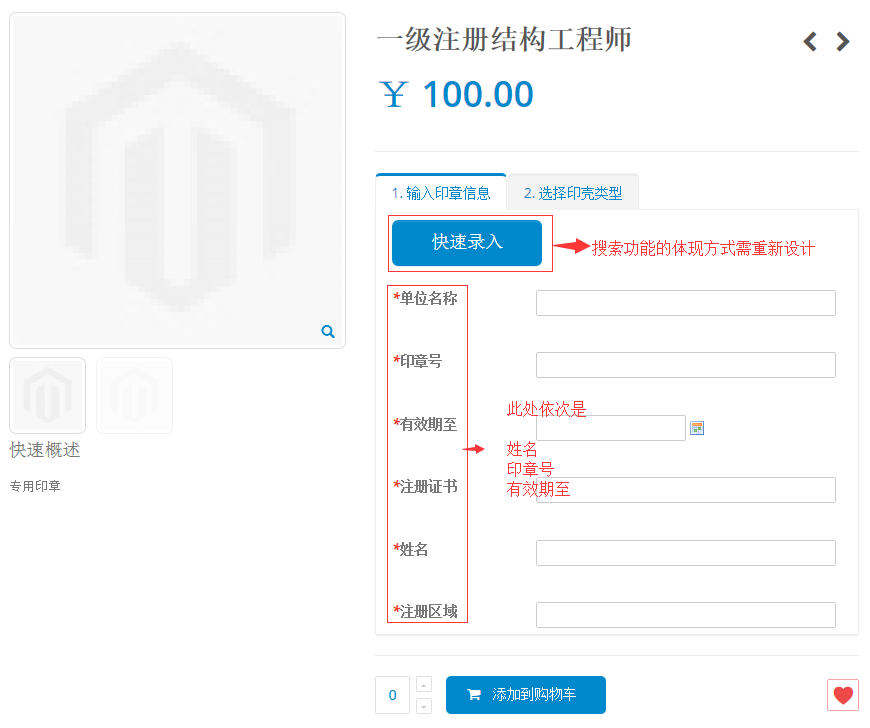 一级注册结构工程师
￥ 100.00
1. 输入印章信息
2. 选择印壳类型
快速录入
搜索功能的体现方式需重新设计
*单位名称
*印章号
此处依次是
*有效期至
姓名
印章号
有效期至
*注册证书
*姓名
*注册区域
快速概述
专用印章
0
添加到购物车